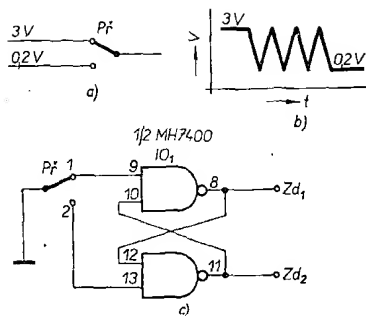 3V
Př
0,2V
a)
3V
V
0,2V
t
b)
1/2 MH7400
IO₁
Př
1
9
8
Zd₁
10
2
12
11
Zd₂
13
c)